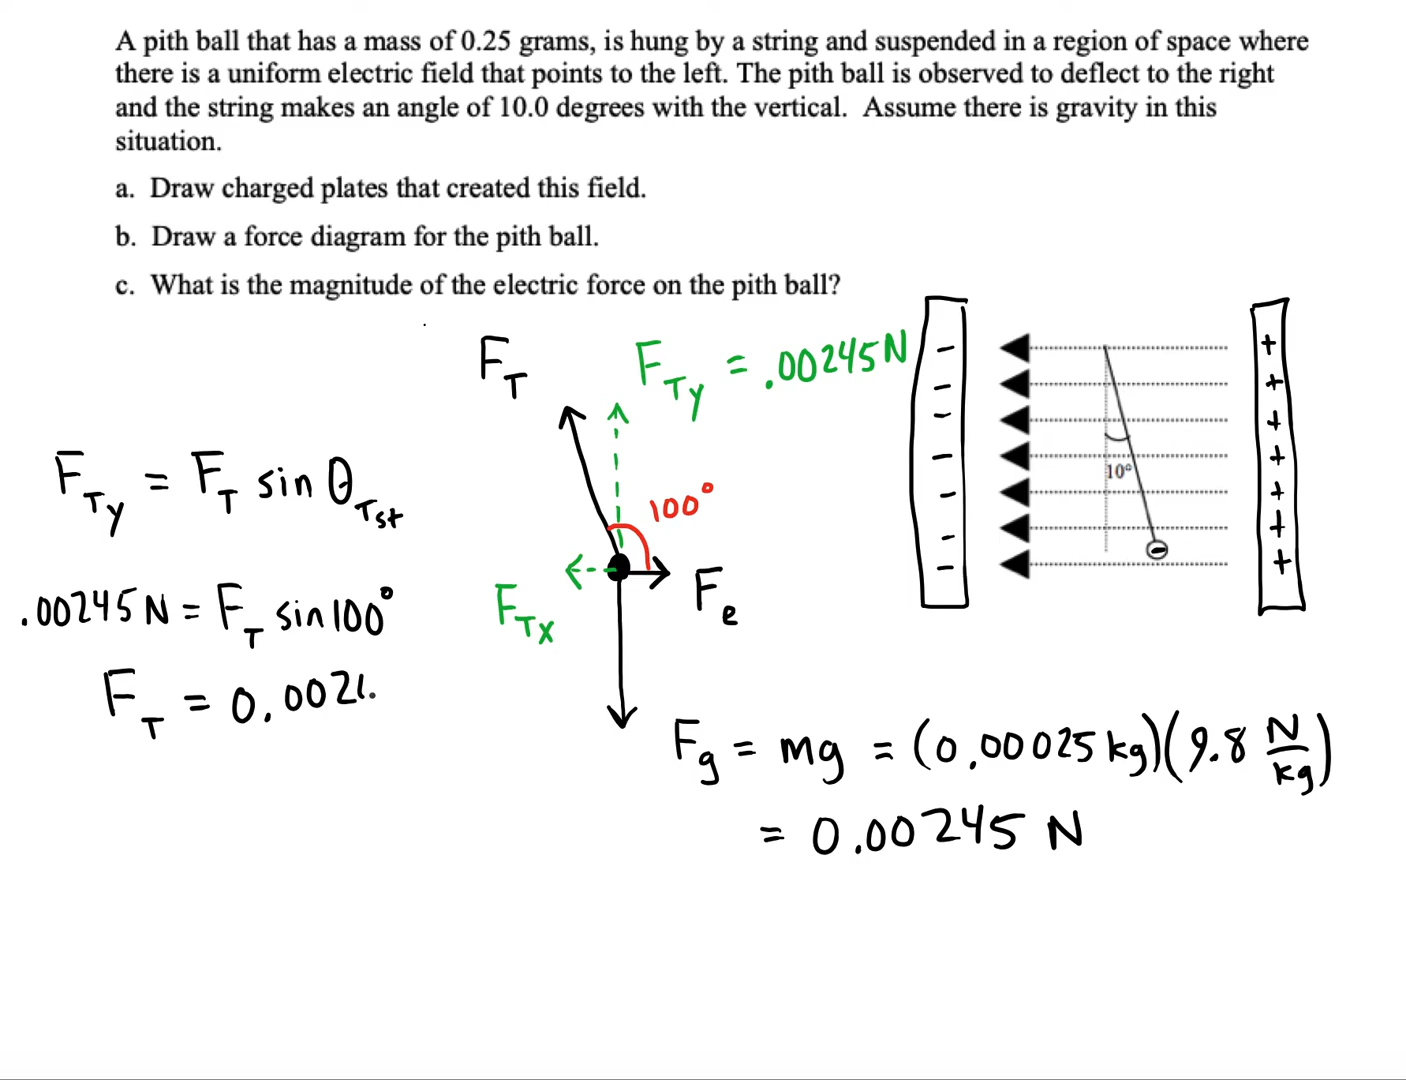 A pith ball that has a mass of 0.25 grams, is hung by a string and suspended in a region of space where
there is a uniform electric field that points to the left. The pith ball is observed to deflect to the right
and the string makes an angle of 10.0 degrees with the vertical. Assume there is gravity in this
situation.
a. Draw charged plates that created this field.
b. Draw a force diagram for the pith ball.
c. What is the magnitude of the electric force on the pith ball?
F_T
F_Ty = .00245N
- - - - - - -
10°
+ + + + + + +
F_Ty = F_T sin θ_Tst
100°
.00245 N = F_T sin 100°
F_Tx
F_e
F_T = 0.002
F_g = mg = (0.00025 kg)(9.8 N/kg)
= 0.00245 N